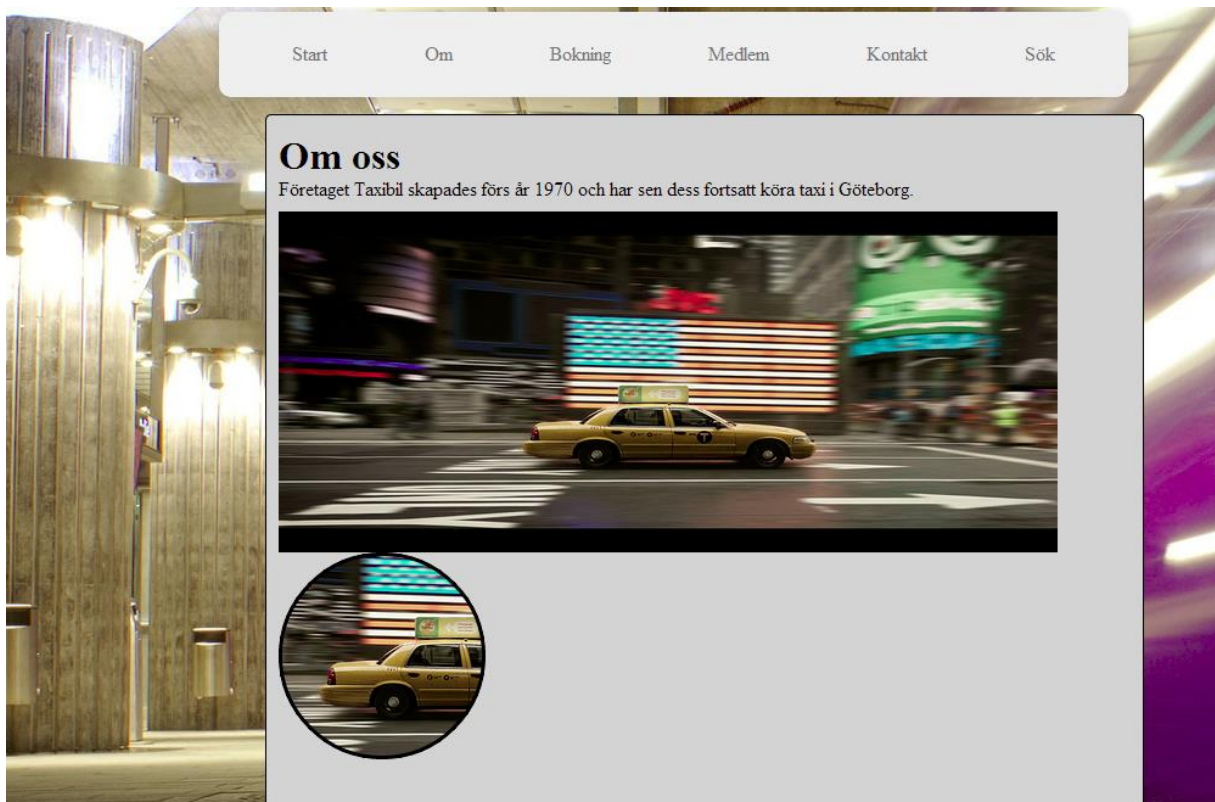 Start Om Bokning Medlem Kontakt Sök
Om oss
Företaget Taxibil skapades förs år 1970 och har sen dess fortsatt köra taxi i Göteborg.
T